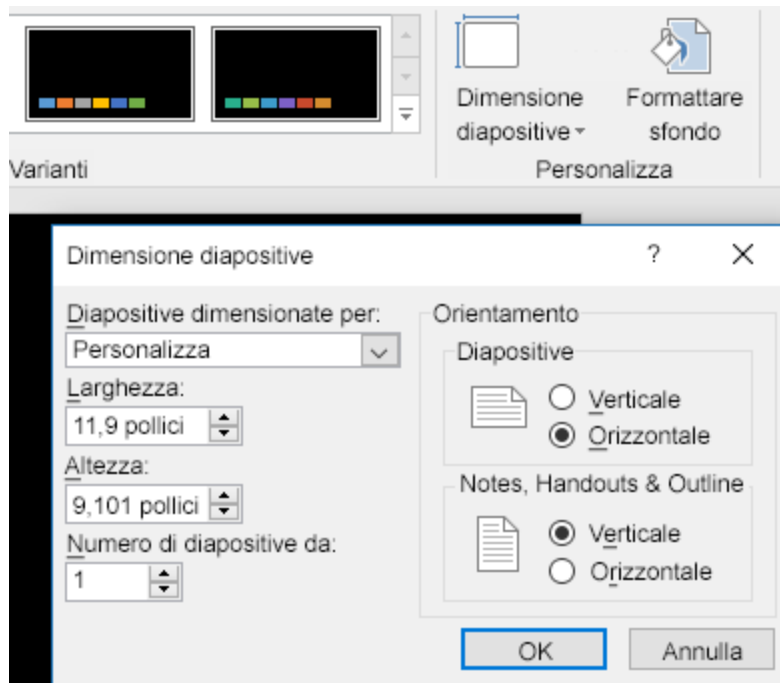 Dimensione
diapositive
Formattare
sfondo
Varianti
Personalizza
Dimensione diapositive
?
Diapositive dimensionate per:
Personalizza
Larghezza:
11,9 pollici
Altezza:
9,101 pollici
Numero di diapositive da:
1
Orientamento
Diapositive
Verticale
Orizzontale
Notes, Handouts & Outline
Verticale
Orizzontale
OK
Annulla